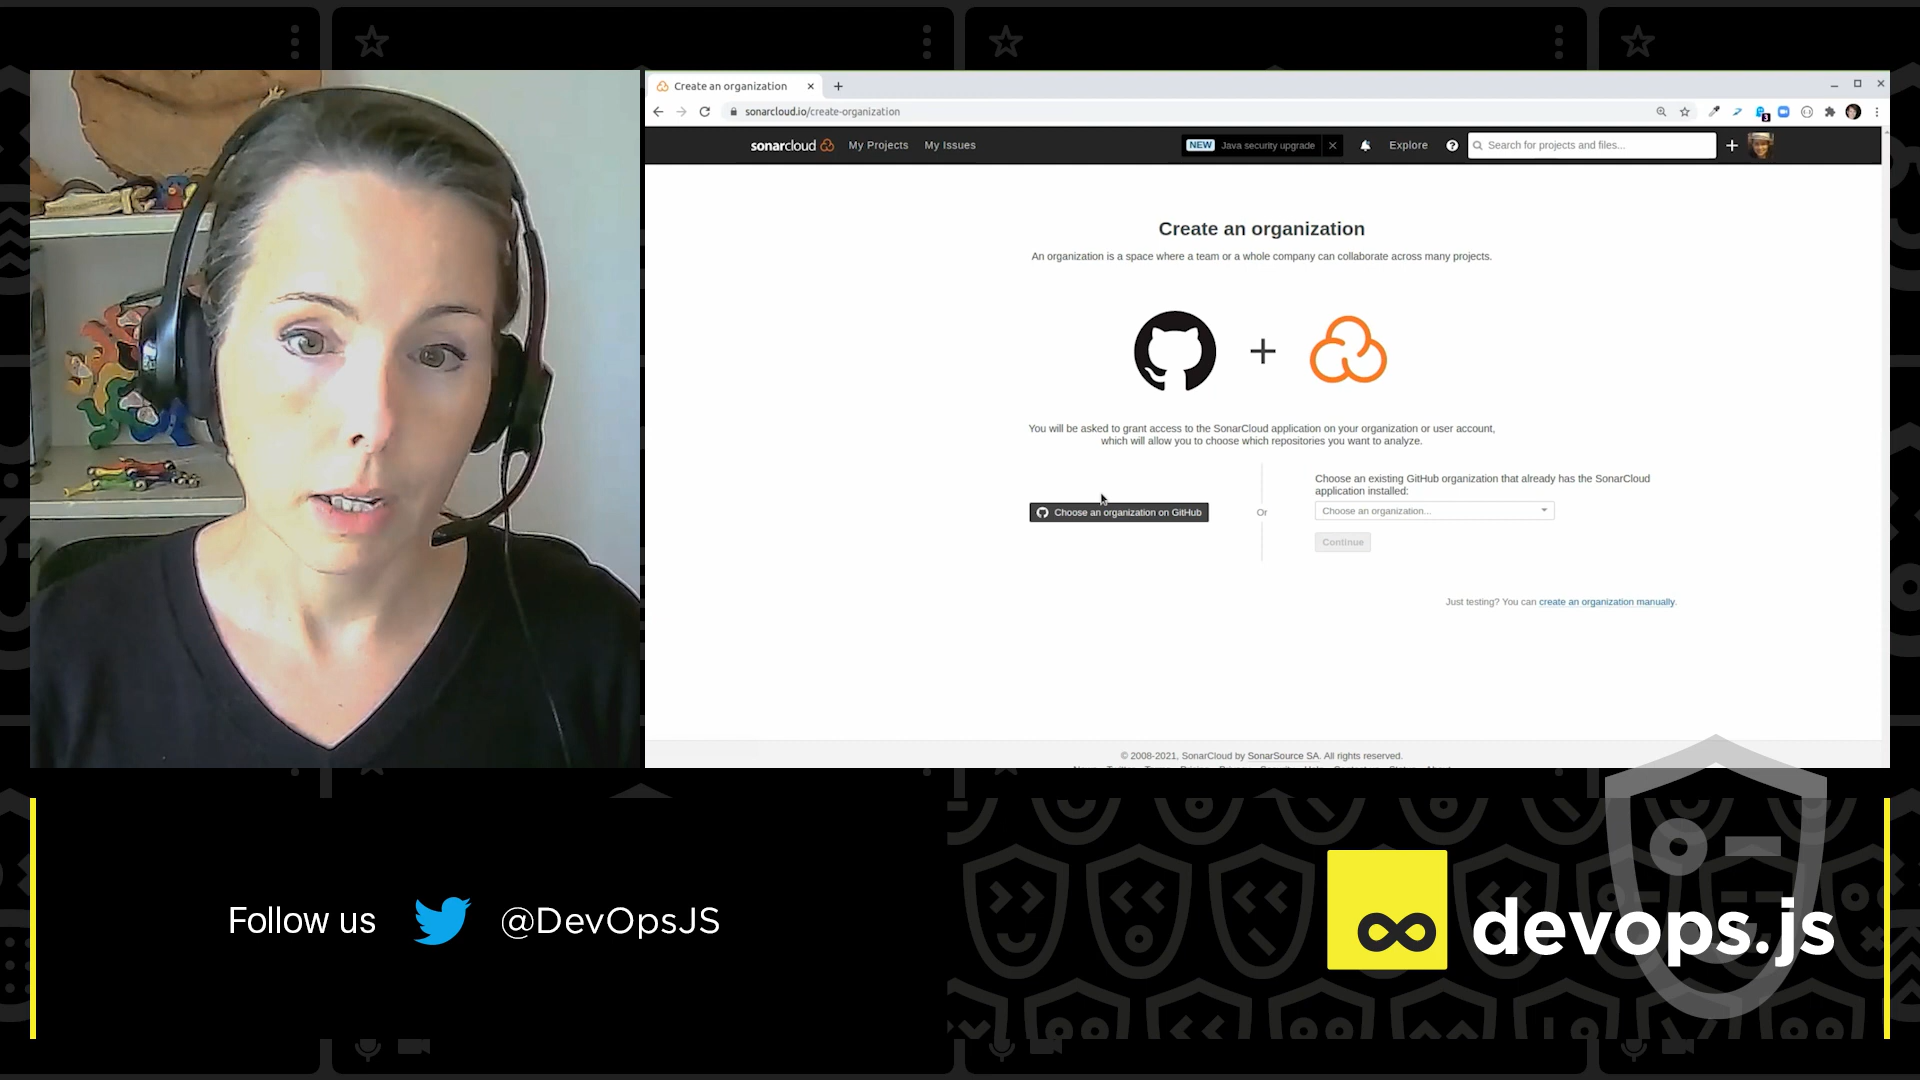 Create an organization
sonarcloud.io/create-organization
3
sonarcloud My Projects My Issues NEW Java security upgrade Explore Search for projects and files...
Create an organization
An organization is a space where a team or a whole company can collaborate across many projects.
You will be asked to grant access to the SonarCloud application on your organization or user account,
which will allow you to choose which repositories you want to analyze.
Choose an organization on GitHub
Or
Choose an existing GitHub organization that already has the SonarCloud
application installed:
Choose an organization...
Continue
Just testing? You can create an organization manually.
© 2008-2021, SonarCloud by SonarSource SA. All rights reserved.
Follow us @DevOpsJS
devops.js